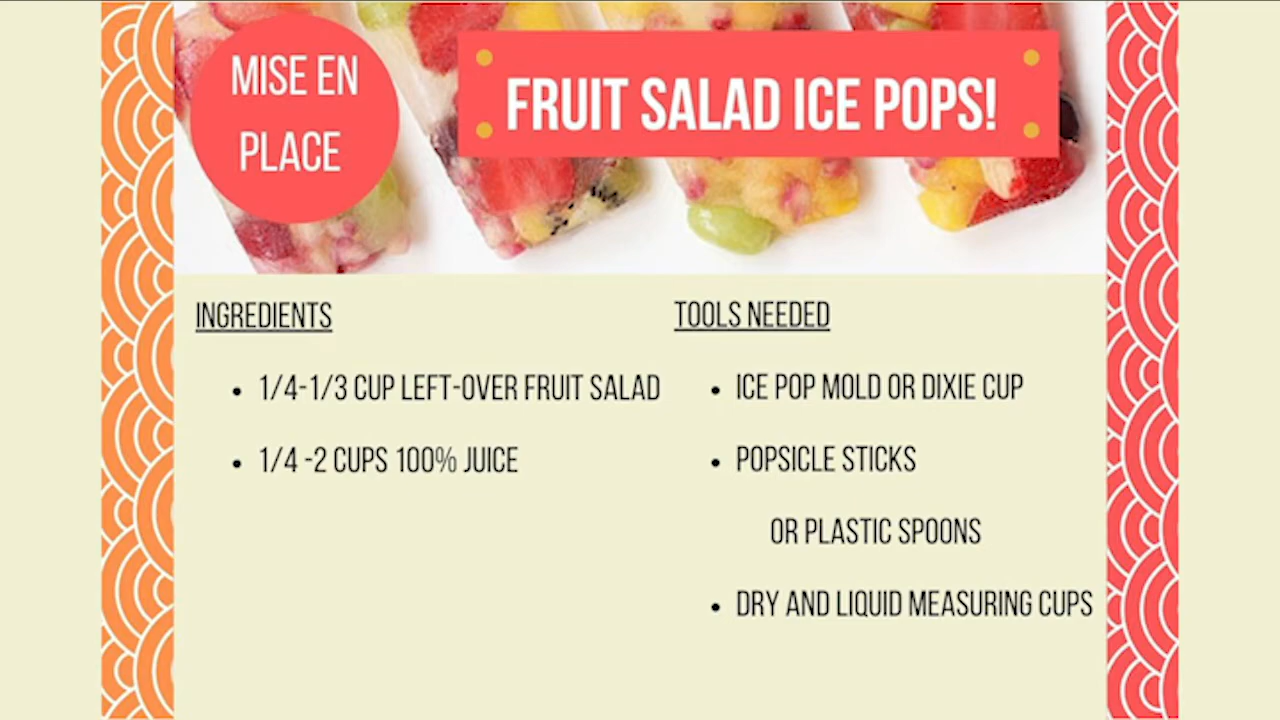 MISE EN
PLACE
FRUIT SALAD ICE POPS!
INGREDIENTS
• 1/4-1/3 CUP LEFT-OVER FRUIT SALAD
• 1/4 -2 CUPS 100% JUICE
TOOLS NEEDED
• ICE POP MOLD OR DIXIE CUP
• POPSICLE STICKS
OR PLASTIC SPOONS
• DRY AND LIQUID MEASURING CUPS